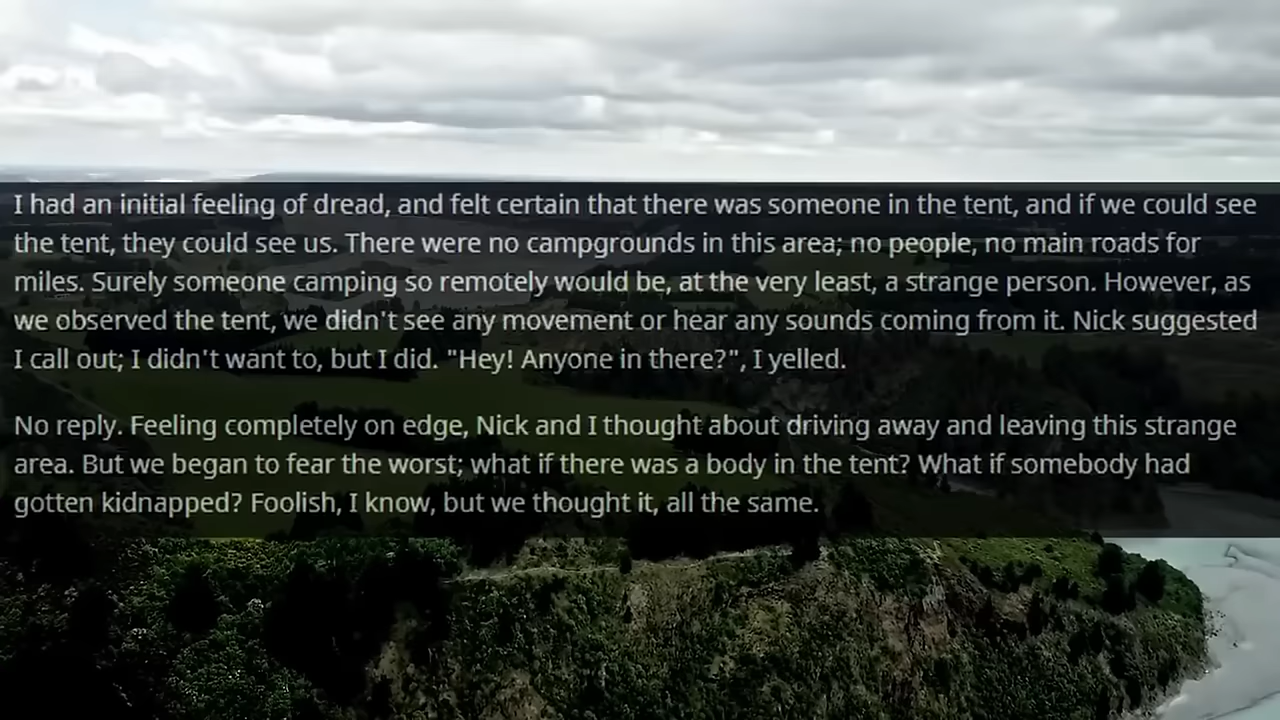 I had an initial feeling of dread, and felt certain that there was someone in the tent, and if we could see
the tent, they could see us. There were no campgrounds in this area; no people, no main roads for
miles. Surely someone camping so remotely would be, at the very least, a strange person. However, as
we observed the tent, we didn't see any movement or hear any sounds coming from it. Nick suggested
I call out; I didn't want to, but I did. "Hey! Anyone in there?", I yelled.
No reply. Feeling completely on edge, Nick and I thought about driving away and leaving this strange
area. But we began to fear the worst; what if there was a body in the tent? What if somebody had
gotten kidnapped? Foolish, I know, but we thought it, all the same.